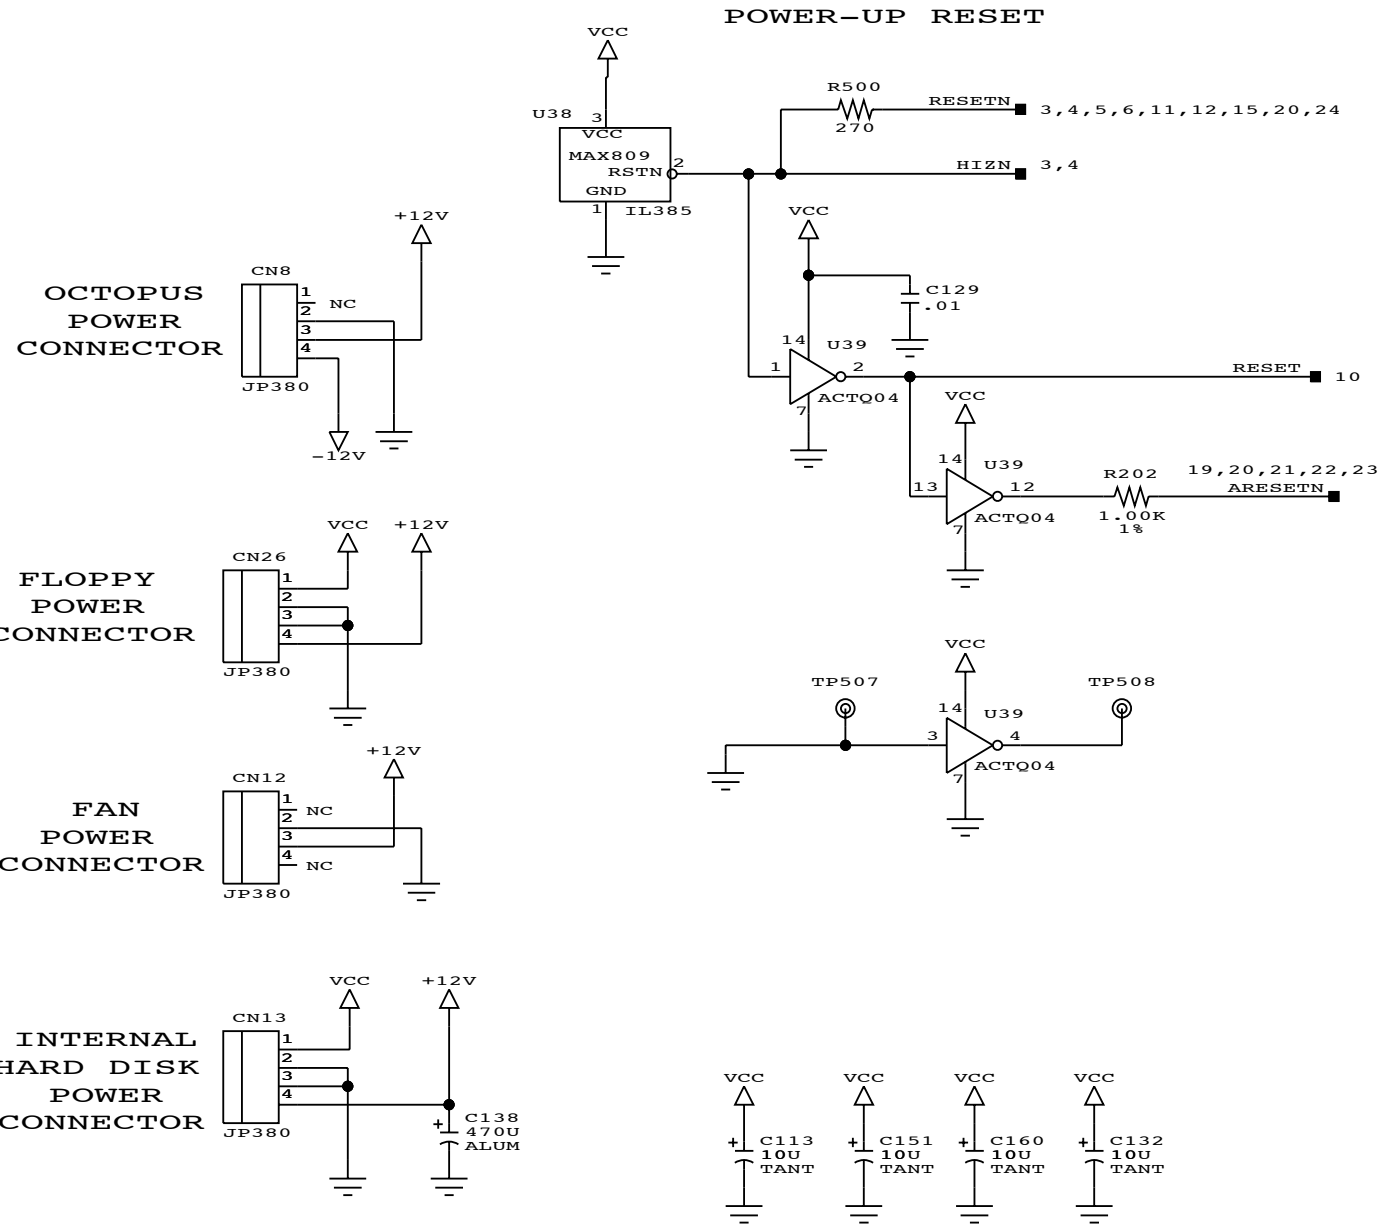 POWER-UP RESET
VCC
U38
3
VCC
MAX809
RSTN
2
GND
1
IL385
R500
270
RESETN
3,4,5,6,11,12,15,20,24
HIZN
3,4
VCC
C129
.01
14
U39
1
2
ACTQ04
7
RESET
10
VCC
14
U39
13
12
ACTQ04
7
R202
1.00K
1%
19,20,21,22,23
ARESETN
+12V
CN8
OCTOPUS
POWER
CONNECTOR
1
NC
2
3
4
JP380
-12V
VCC
+12V
CN26
FLOPPY
POWER
CONNECTOR
1
2
3
4
JP380
VCC
TP507
TP508
14
U39
3
4
ACTQ04
7
+12V
CN12
FAN
POWER
CONNECTOR
1
NC
2
3
4
NC
JP380
VCC
+12V
CN13
INTERNAL
HARD DISK
POWER
CONNECTOR
1
2
3
4
JP380
+
C138
470U
ALUM
VCC
+
C113
10U
TANT
VCC
+
C151
10U
TANT
VCC
+
C160
10U
TANT
VCC
+
C132
10U
TANT